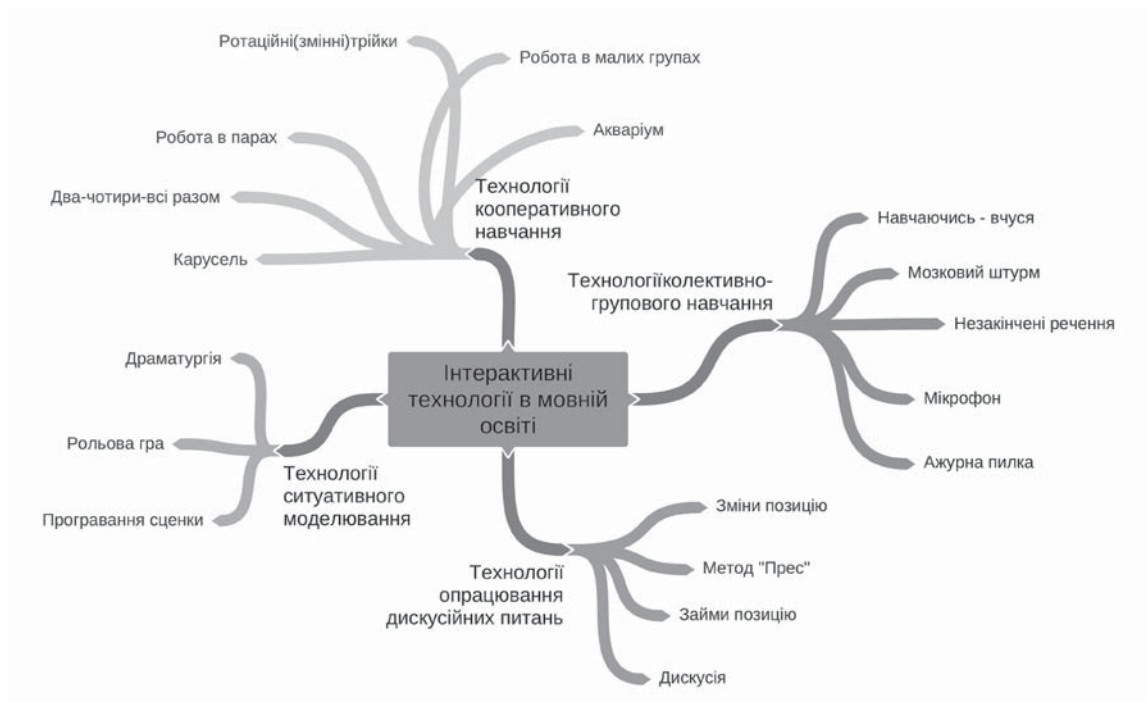 Ротаційні(змінні)трійки
Робота в малих групах
Акваріум
Робота в парах
Два-чотири-всі разом
Карусель
Технології
кооперативного
навчання
Технологіїколективно-
групового навчання
Навчаючись - вчуся
Мозковий штурм
Незакінчені речення
Мікрофон
Ажурна пилка
Інтерактивні
технології в мовній
освіті
Драматургія
Рольова гра
Програвання сценки
Технології
ситуативного
моделювання
Технології
опрацювання
дискусійних питань
Зміни позицію
Метод "Прес"
Займи позицію
Дискусія